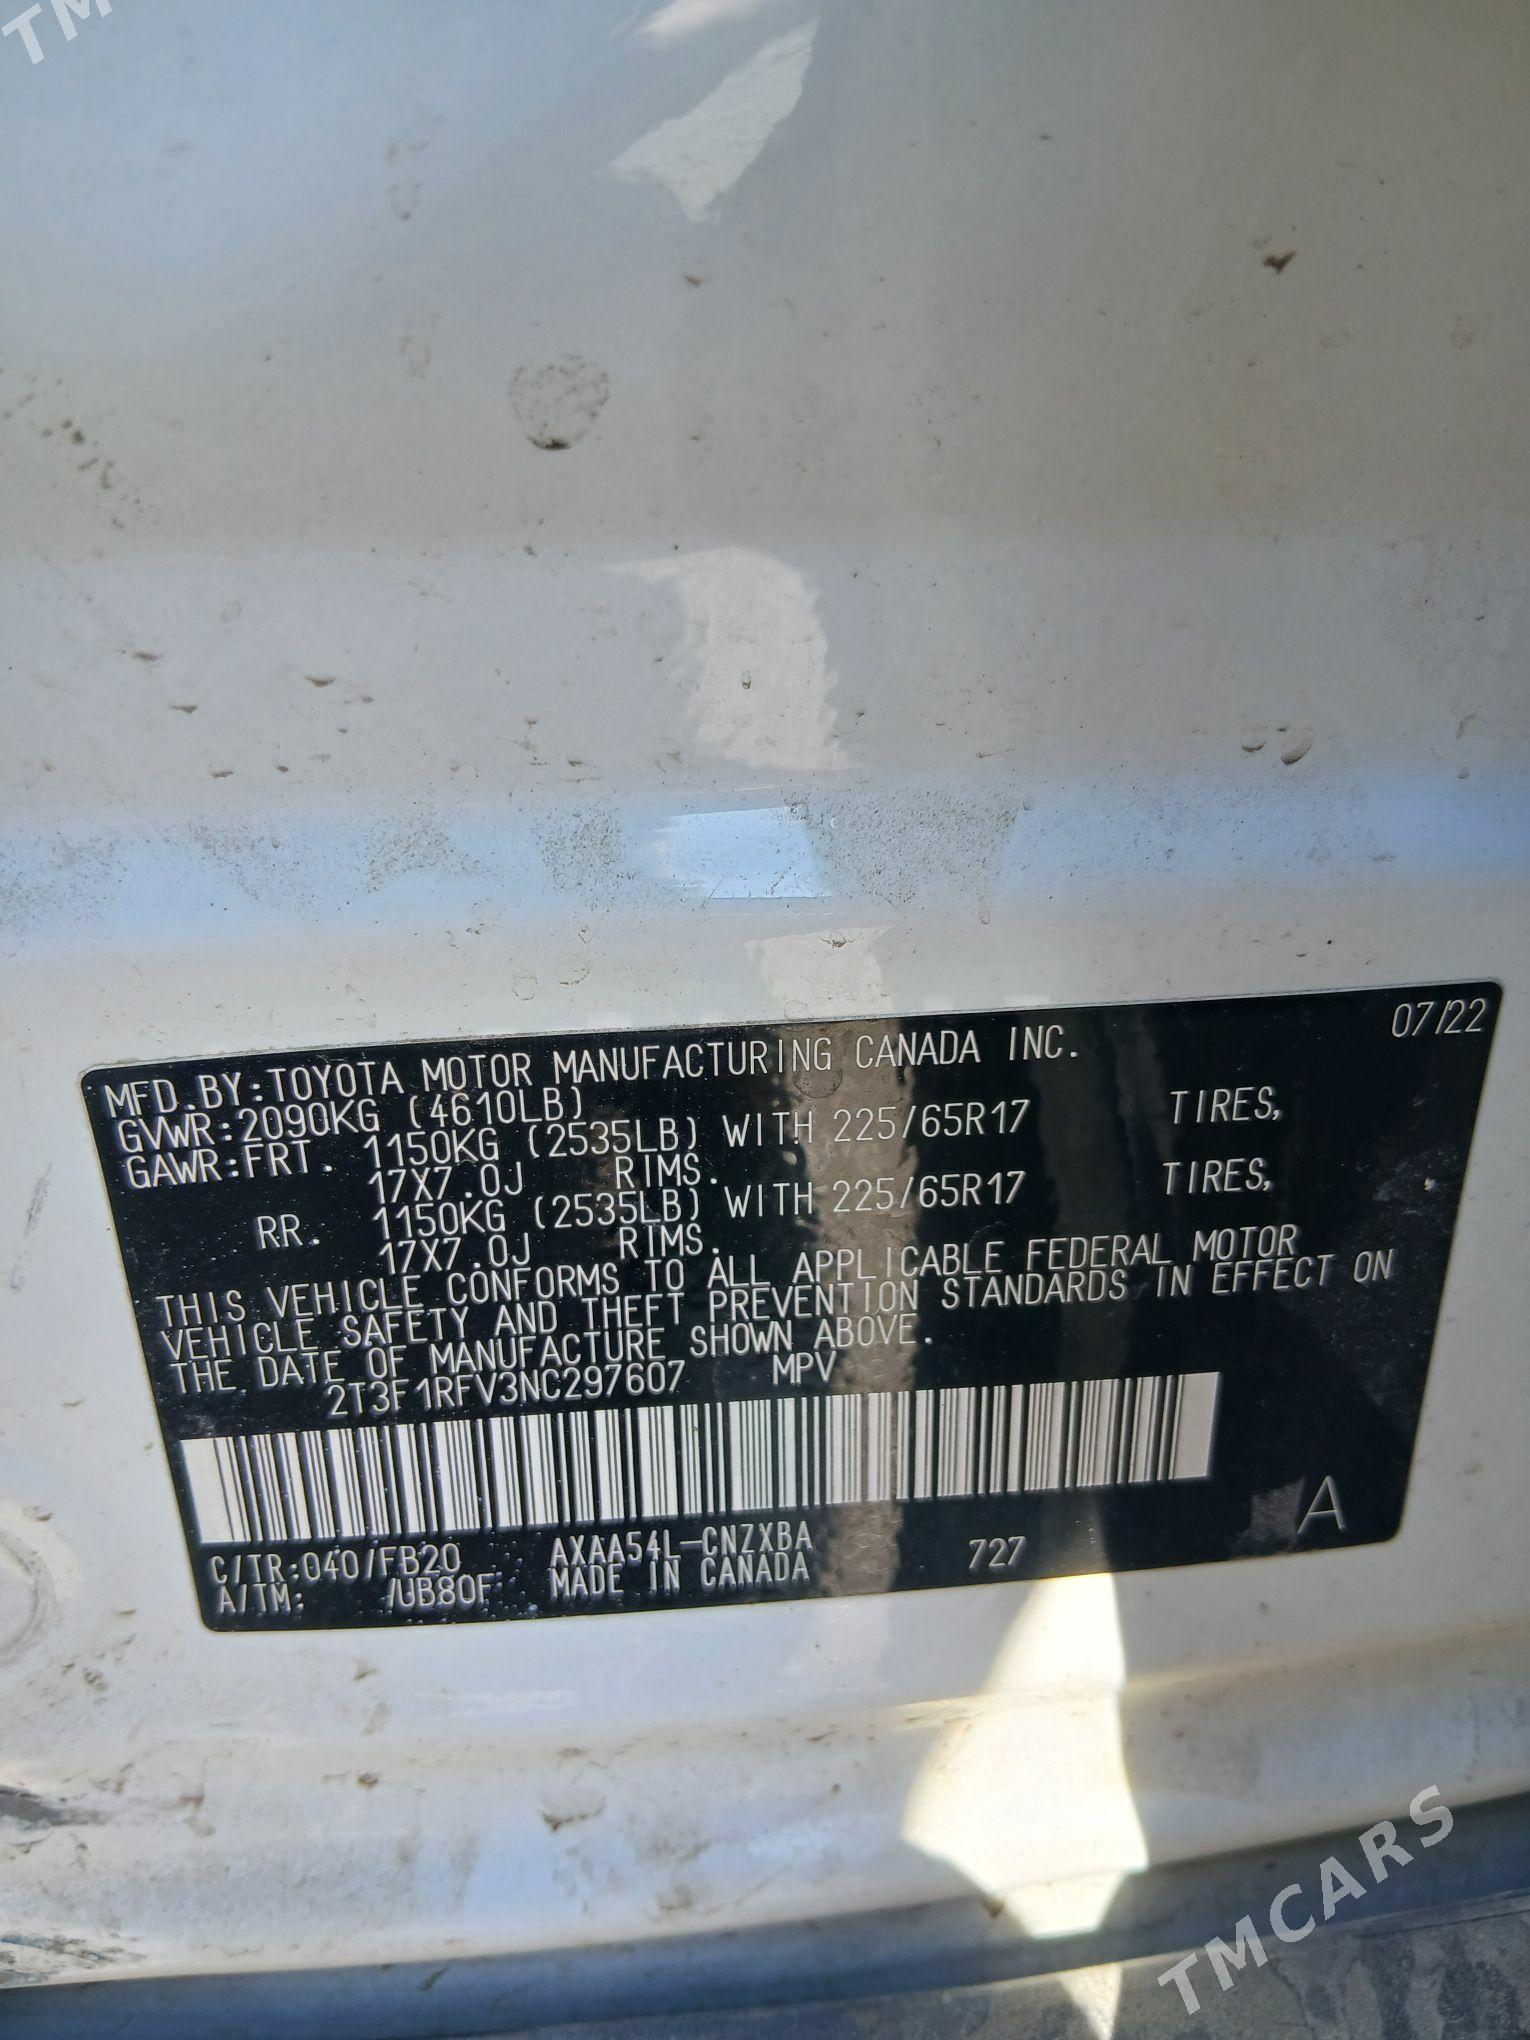 TM
07/22
MFD.BY:TOYOTA MOTOR MANUFACTURING CANADA INC.
GVWR:2090KG (4610LB)
GAWR:FRT. 1150KG (2535LB) WITH 225/65R17 TIRES,
17X7.0J RIMS.
RR. 1150KG (2535LB) WITH 225/65R17 TIRES,
17X7.0J RIMS.
THIS VEHICLE CONFORMS TO ALL APPLICABLE FEDERAL MOTOR
VEHICLE SAFETY AND THEFT PREVENTION STANDARDS IN EFFECT ON
THE DATE OF MANUFACTURE SHOWN ABOVE.
2T3F1RFV3NC297607 MPV
C/TR:040/FB20 AXAA54L-CNZXBA 727 A
A/TM: /UB80F MADE IN CANADA
TMCARS